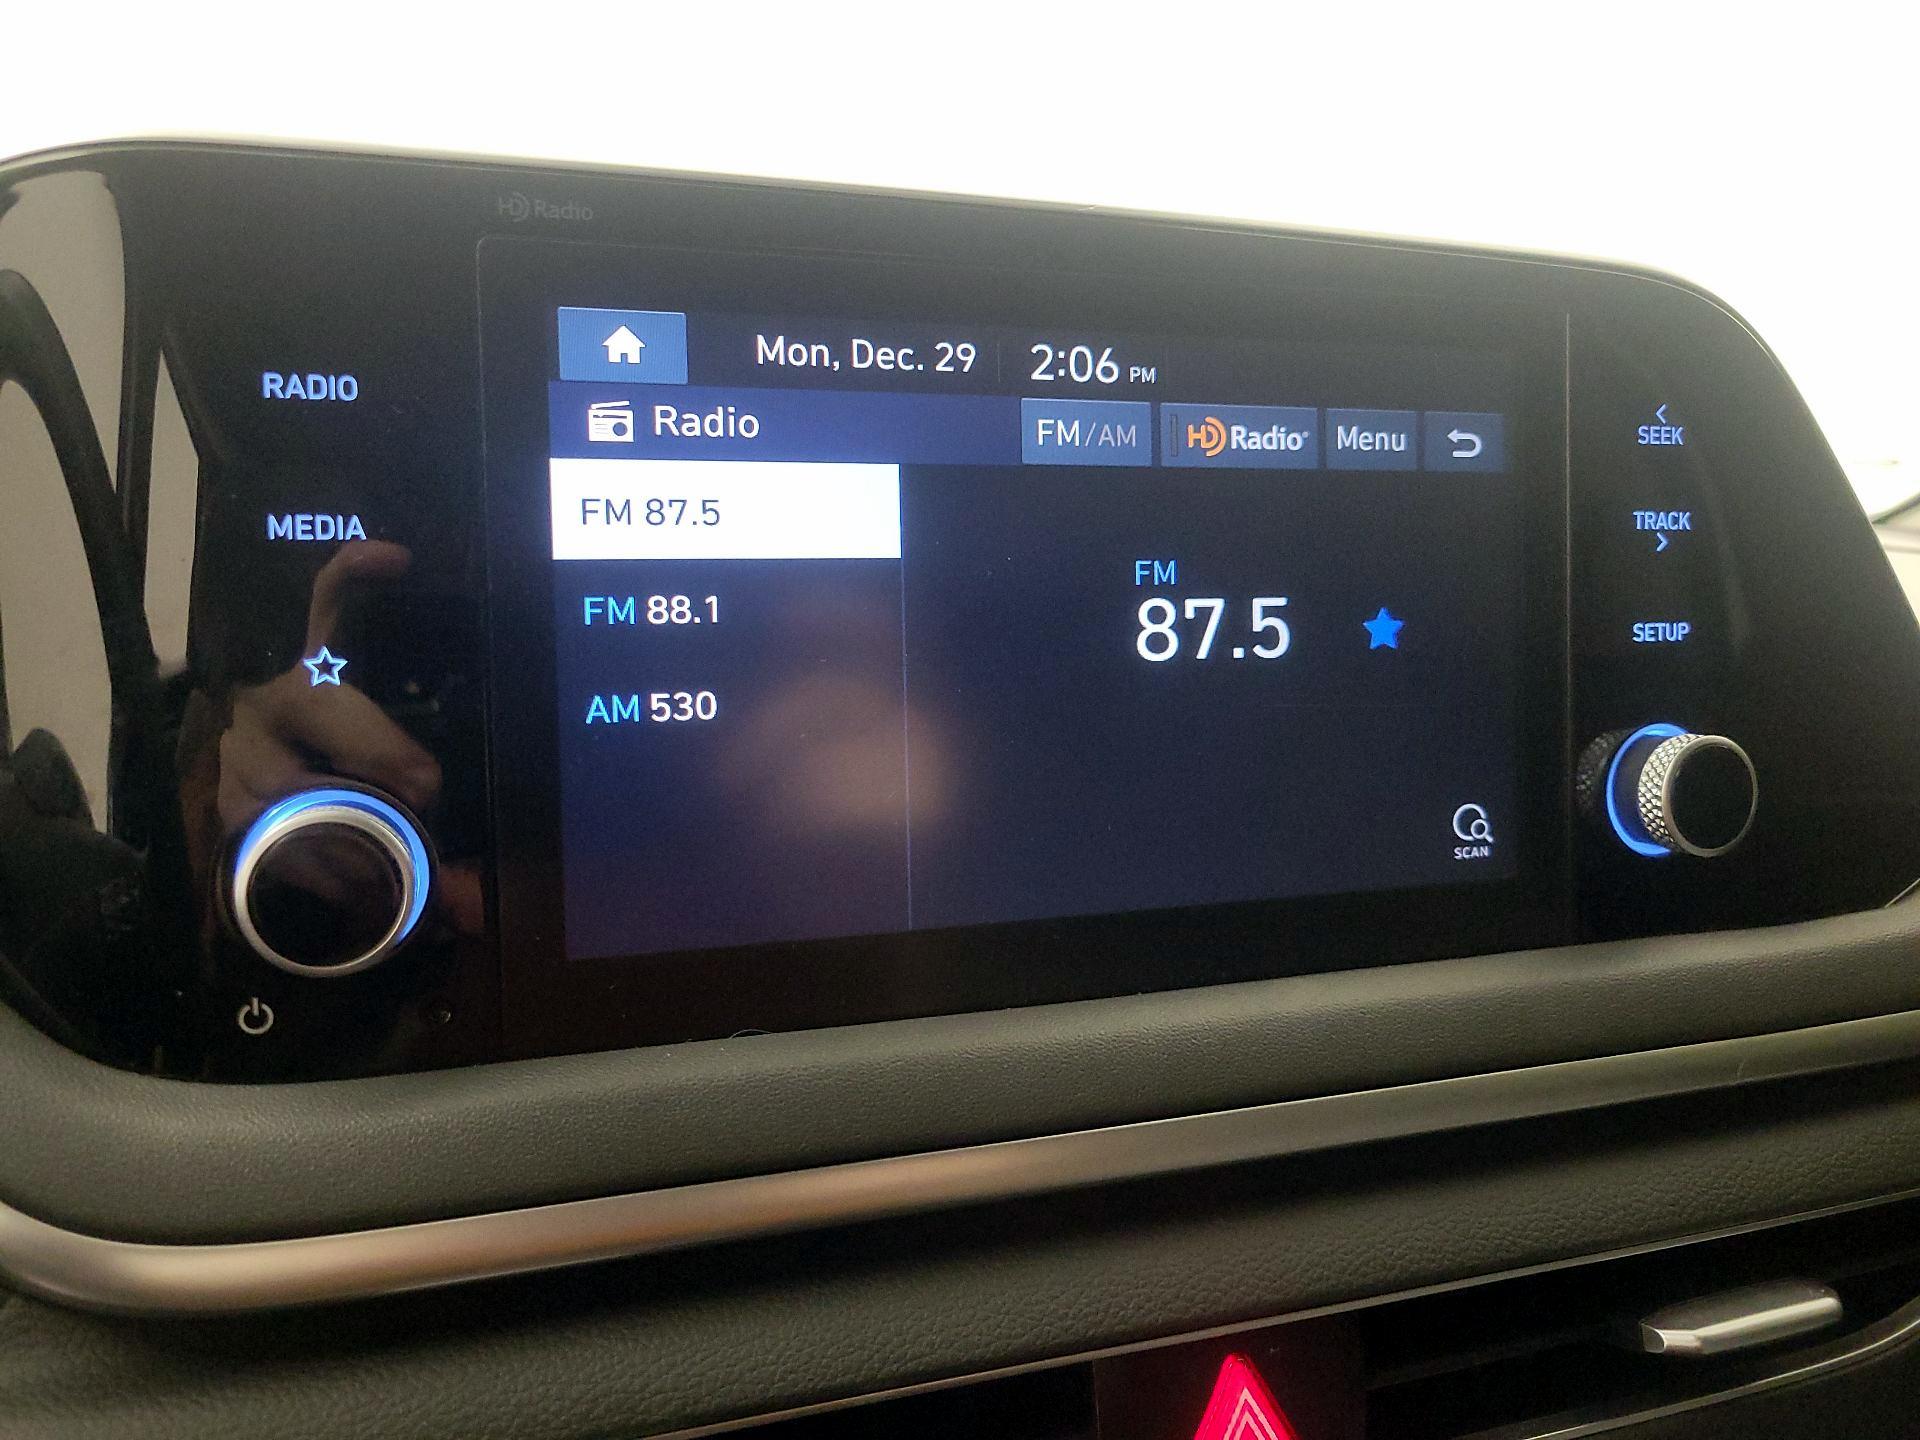 HD Radio
RADIO
MEDIA
Mon, Dec. 29 2:06 PM
Radio
FM/AM
HD Radio®
Menu
FM 87.5
FM 88.1
AM 530
FM
87.5
SCAN
< SEEK
TRACK >
SETUP